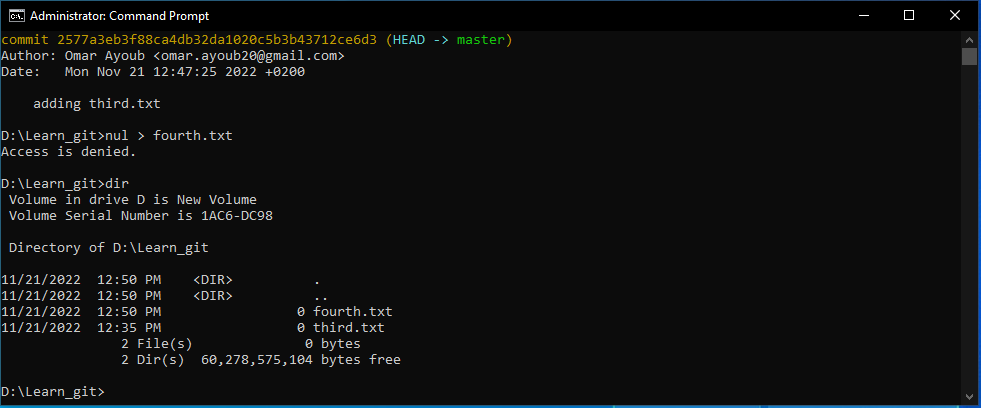 Administrator: Command Prompt
commit 2577a3eb3f88ca4db32da1020c5b3b43712ce6d3 (HEAD -> master)
Author: Omar Ayoub <omar.ayoub20@gmail.com>
Date:   Mon Nov 21 12:47:25 2022 +0200
    adding third.txt
D:\Learn_git>nul > fourth.txt
Access is denied.
D:\Learn_git>dir
 Volume in drive D is New Volume
 Volume Serial Number is 1AC6-DC98
 Directory of D:\Learn_git
11/21/2022  12:50 PM    <DIR>          .
11/21/2022  12:50 PM    <DIR>          ..
11/21/2022  12:50 PM                 0 fourth.txt
11/21/2022  12:35 PM                 0 third.txt
               2 File(s)              0 bytes
               2 Dir(s)  60,278,575,104 bytes free
D:\Learn_git>